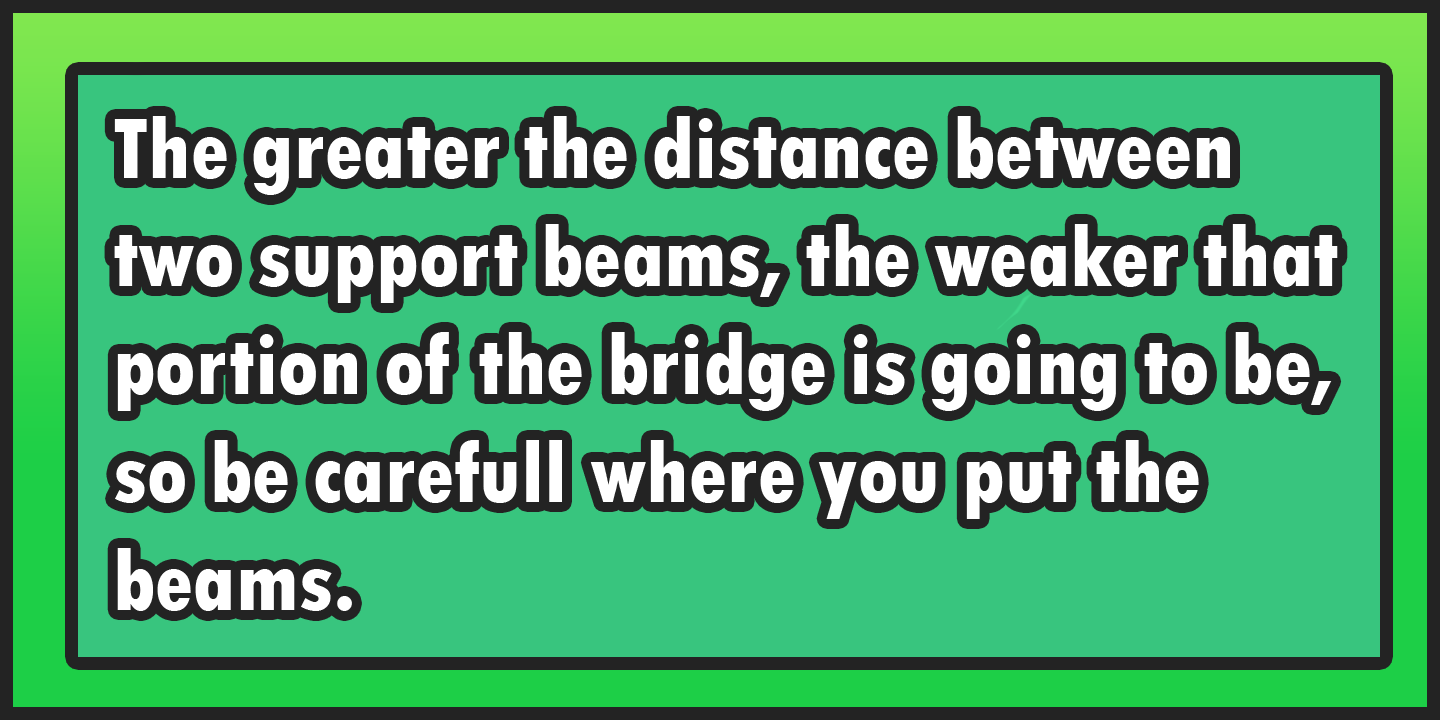 The greater the distance between
two support beams, the weaker that
portion of the bridge is going to be,
so be carefull where you put the
beams.